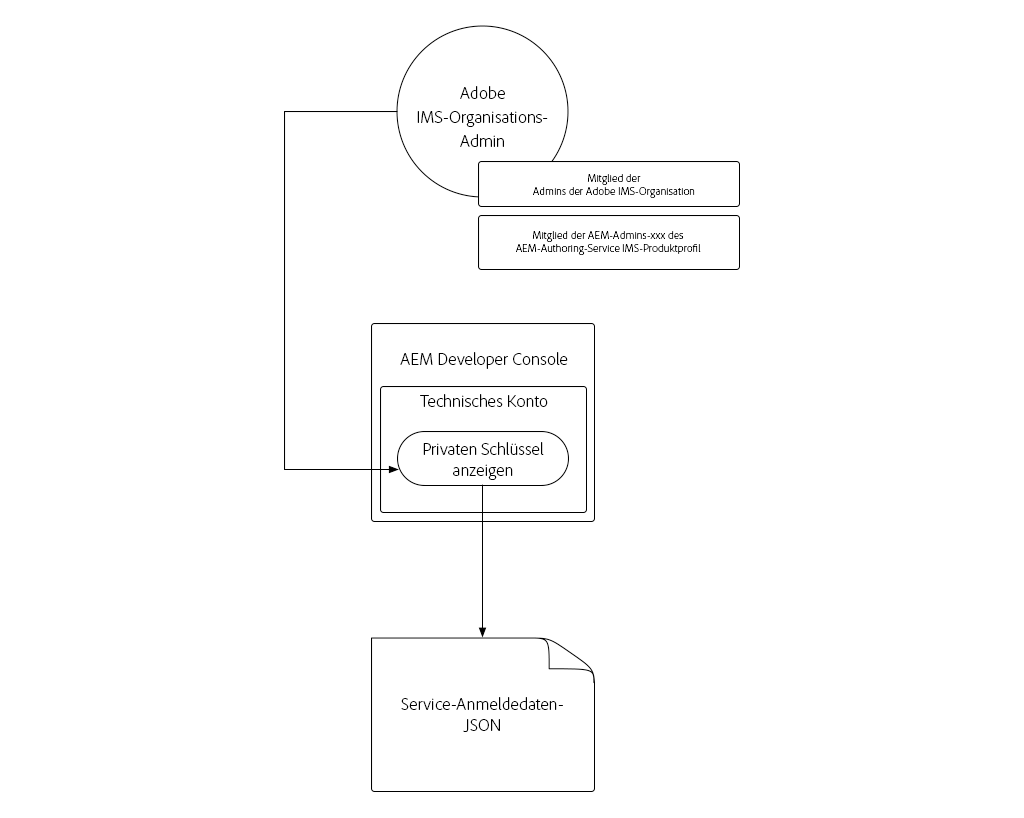 Adobe
IMS-Organisations-
Admin
Mitglied der
Admins der Adobe IMS-Organisation
Mitglied der AEM-Admins-xxx des
AEM-Authoring-Service IMS-Produktprofil
AEM Developer Console
Technisches Konto
Privaten Schlüssel
anzeigen
Service-Anmeldedaten-
JSON